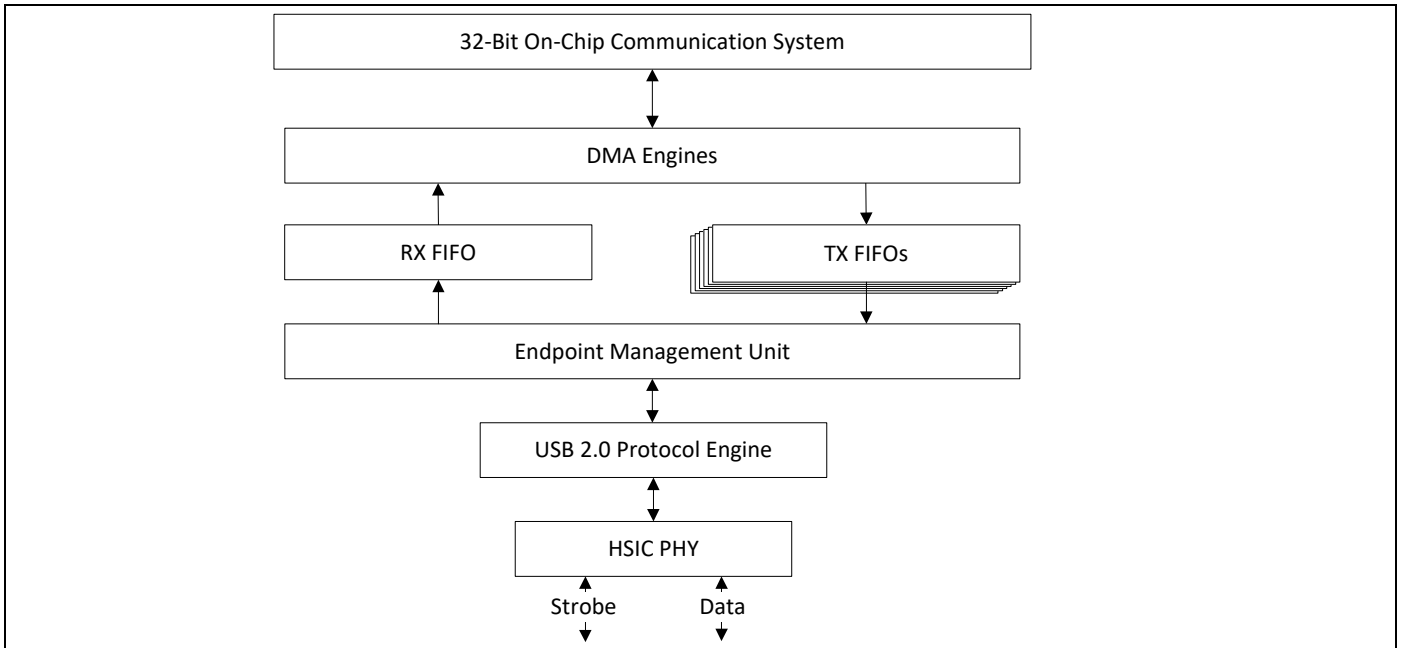 32-Bit On-Chip Communication System
DMA Engines
RX FIFO
TX FIFOs
Endpoint Management Unit
USB 2.0 Protocol Engine
HSIC PHY
Strobe
Data